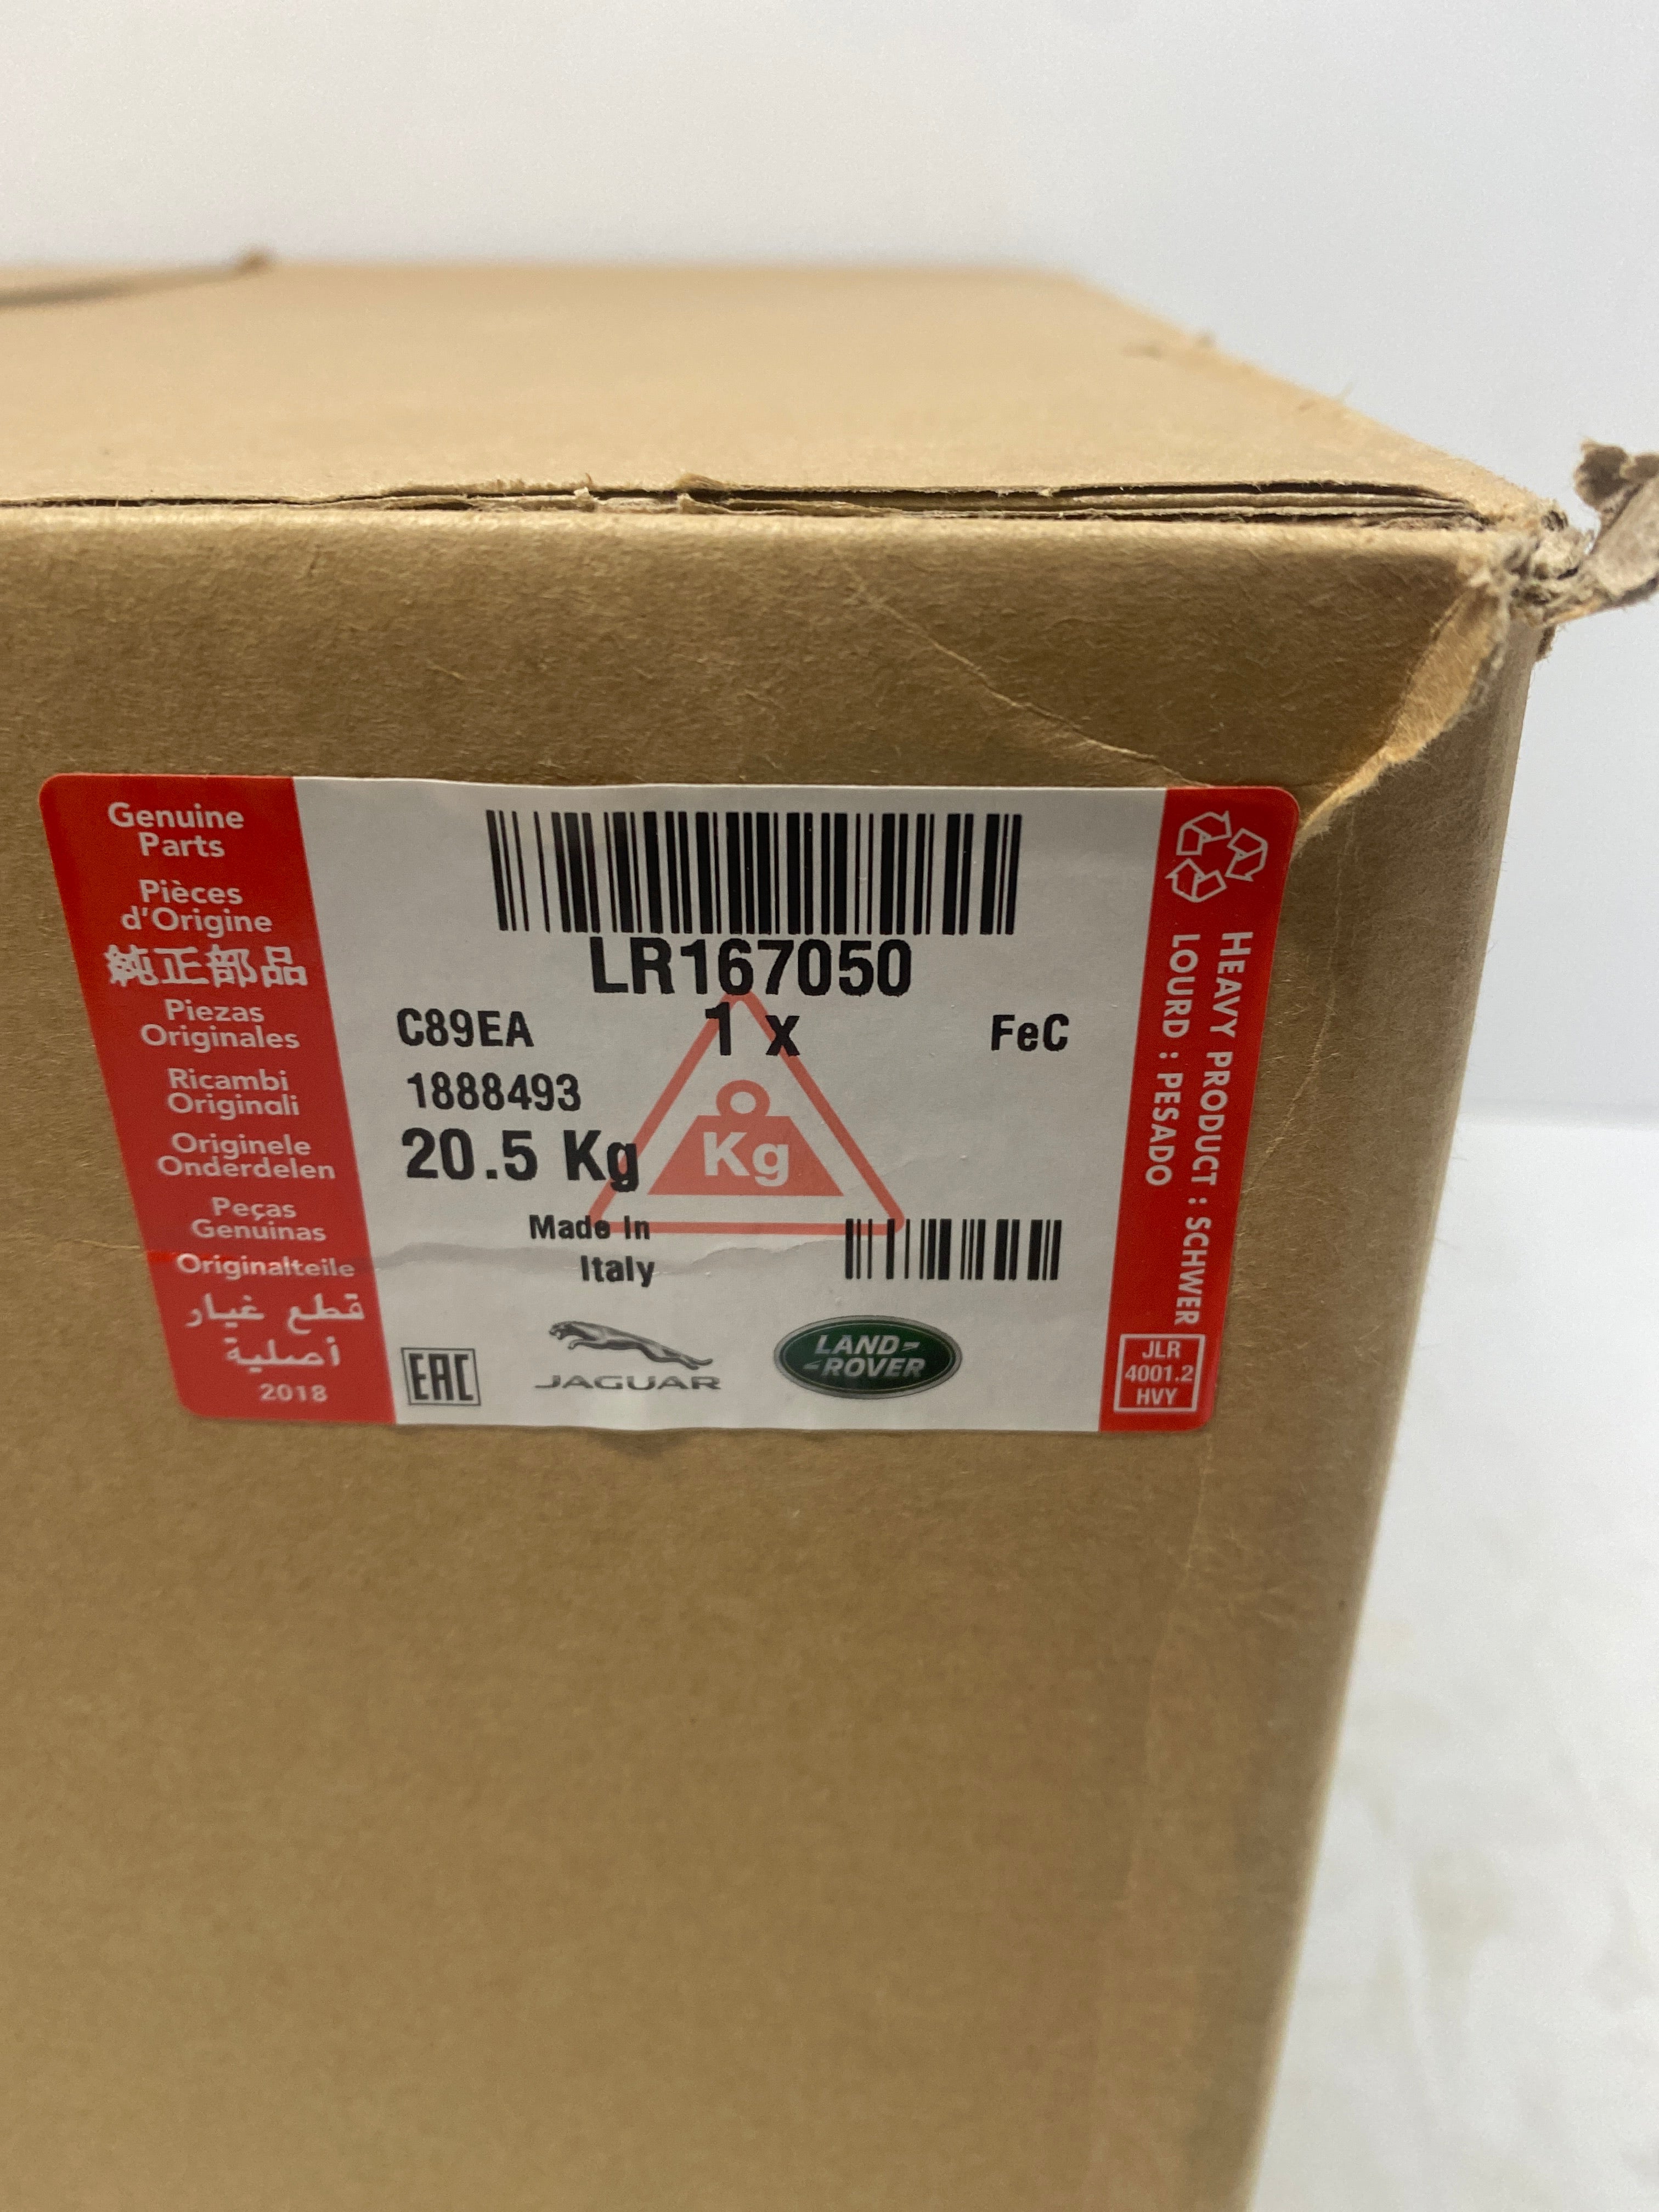 Genuine
Parts
Pièces
d'Origine
純正部品
Piezas
Originales
Ricambi
Originali
Originele
Onderdelen
Peças
Genuinas
Originalteile
قطع غيار
أصلية
2018
LR167050
C89EA 1 x FeC
1888493
20.5 Kg
Kg
Made In
Italy
EAC
JAGUAR
LAND
ROVER
HEAVY PRODUCT : SCHWER
LOURD : PESADO
JLR
4001.2
HVY